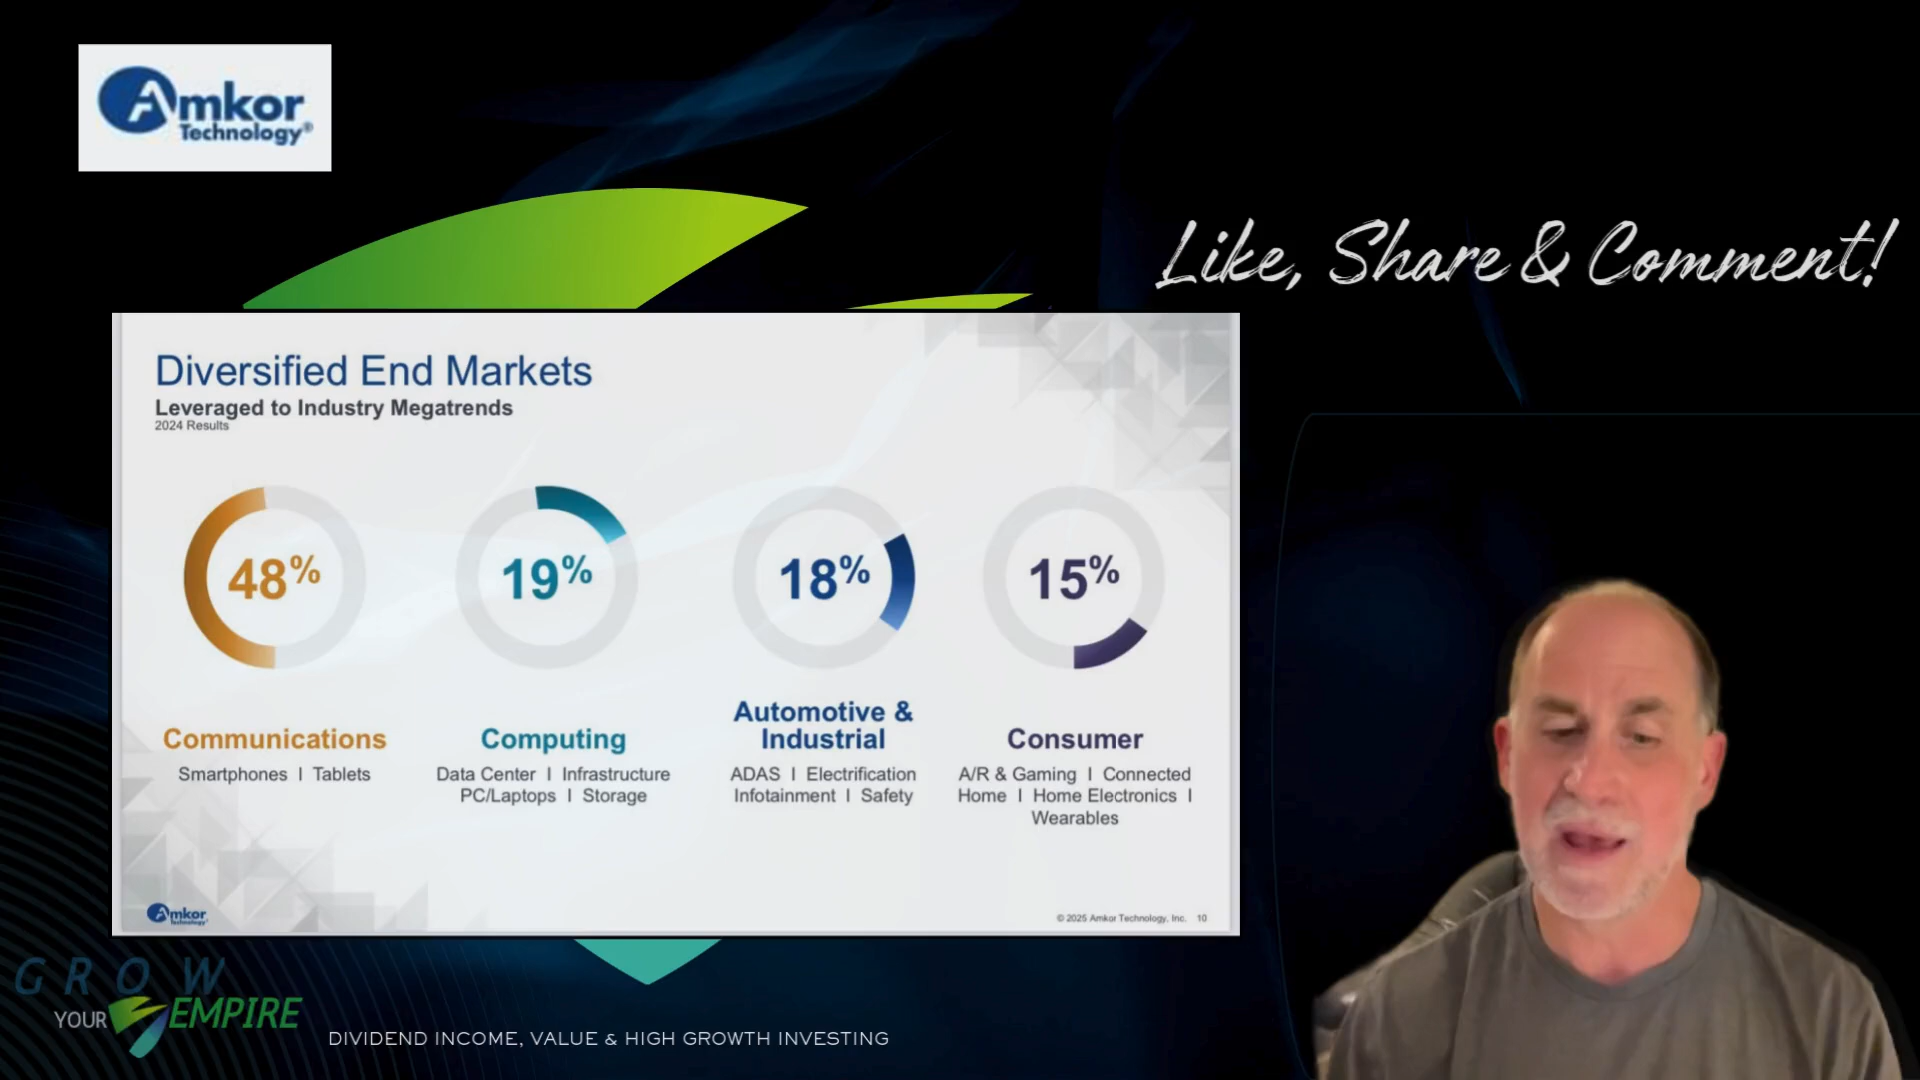 Amkor
Technology®
Like, Share & Comment!
Diversified End Markets
Leveraged to Industry Megatrends
2024 Results
48%
19%
18%
15%
Communications
Smartphones | Tablets
Computing
Data Center | Infrastructure
PC/Laptops | Storage
Automotive &
Industrial
ADAS | Electrification
Infotainment | Safety
Consumer
A/R & Gaming | Connected
Home | Home Electronics |
Wearables
Amkor
Technology®
© 2025 Amkor Technology, Inc. 10
GROW
YOUR EMPIRE
DIVIDEND INCOME, VALUE & HIGH GROWTH INVESTING